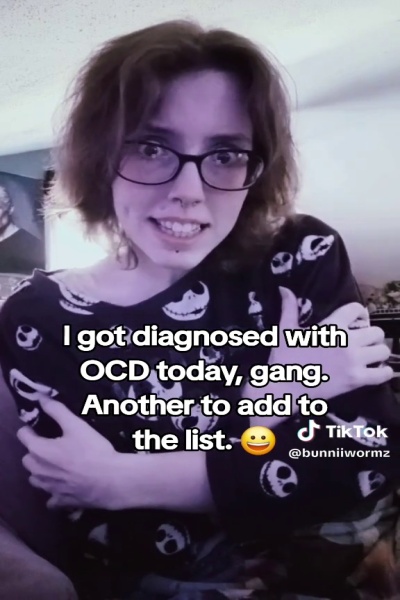 I got diagnosed with
OCD today, gang.
Another to add to
the list. 😀
TikTok
@bunniiwormz